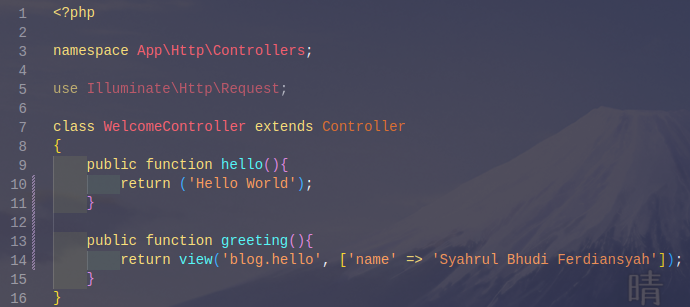 1 <?php
2
3 namespace App\Http\Controllers;
4
5 use Illuminate\Http\Request;
6
7 class WelcomeController extends Controller
8 {
9     public function hello(){
10         return ('Hello World');
11     }
12
13     public function greeting(){
14         return view('blog.hello', ['name' => 'Syahrul Bhudi Ferdiansyah']);
15     }
16 }
晴